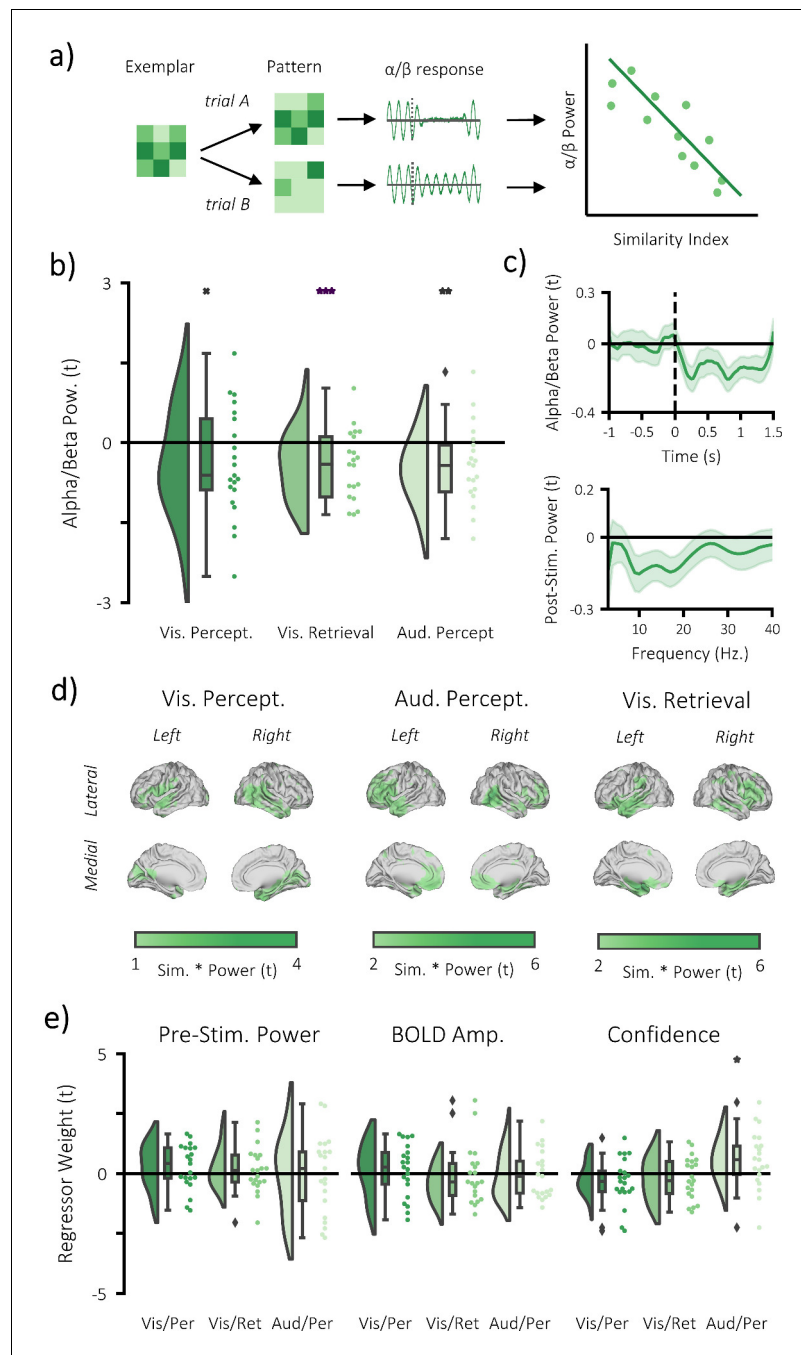 a)
Exemplar
Pattern
α/β response
trial A
trial B
α/β Power
Similarity Index
b)
Alpha/Beta Pow. (t)
3
0
-3
*
***
**
Vis. Percept.
Vis. Retrieval
Aud. Percept
c)
Alpha/Beta Power (t)
0.3
0
-0.4
-1
-0.5
0
0.5
1
1.5
Time (s)
Post-Stim. Power (t)
0.2
0
-0.3
10
20
30
40
Frequency (Hz.)
d)
Vis. Percept.
Aud. Percept.
Vis. Retrieval
Left
Right
Left
Right
Left
Right
Lateral
Medial
1
Sim. * Power (t)
4
2
Sim. * Power (t)
6
2
Sim. * Power (t)
6
e)
Pre-Stim. Power
BOLD Amp.
Confidence
Regressor Weight (t)
5
0
-5
*
Vis/Per
Vis/Ret
Aud/Per
Vis/Per
Vis/Ret
Aud/Per
Vis/Per
Vis/Ret
Aud/Per